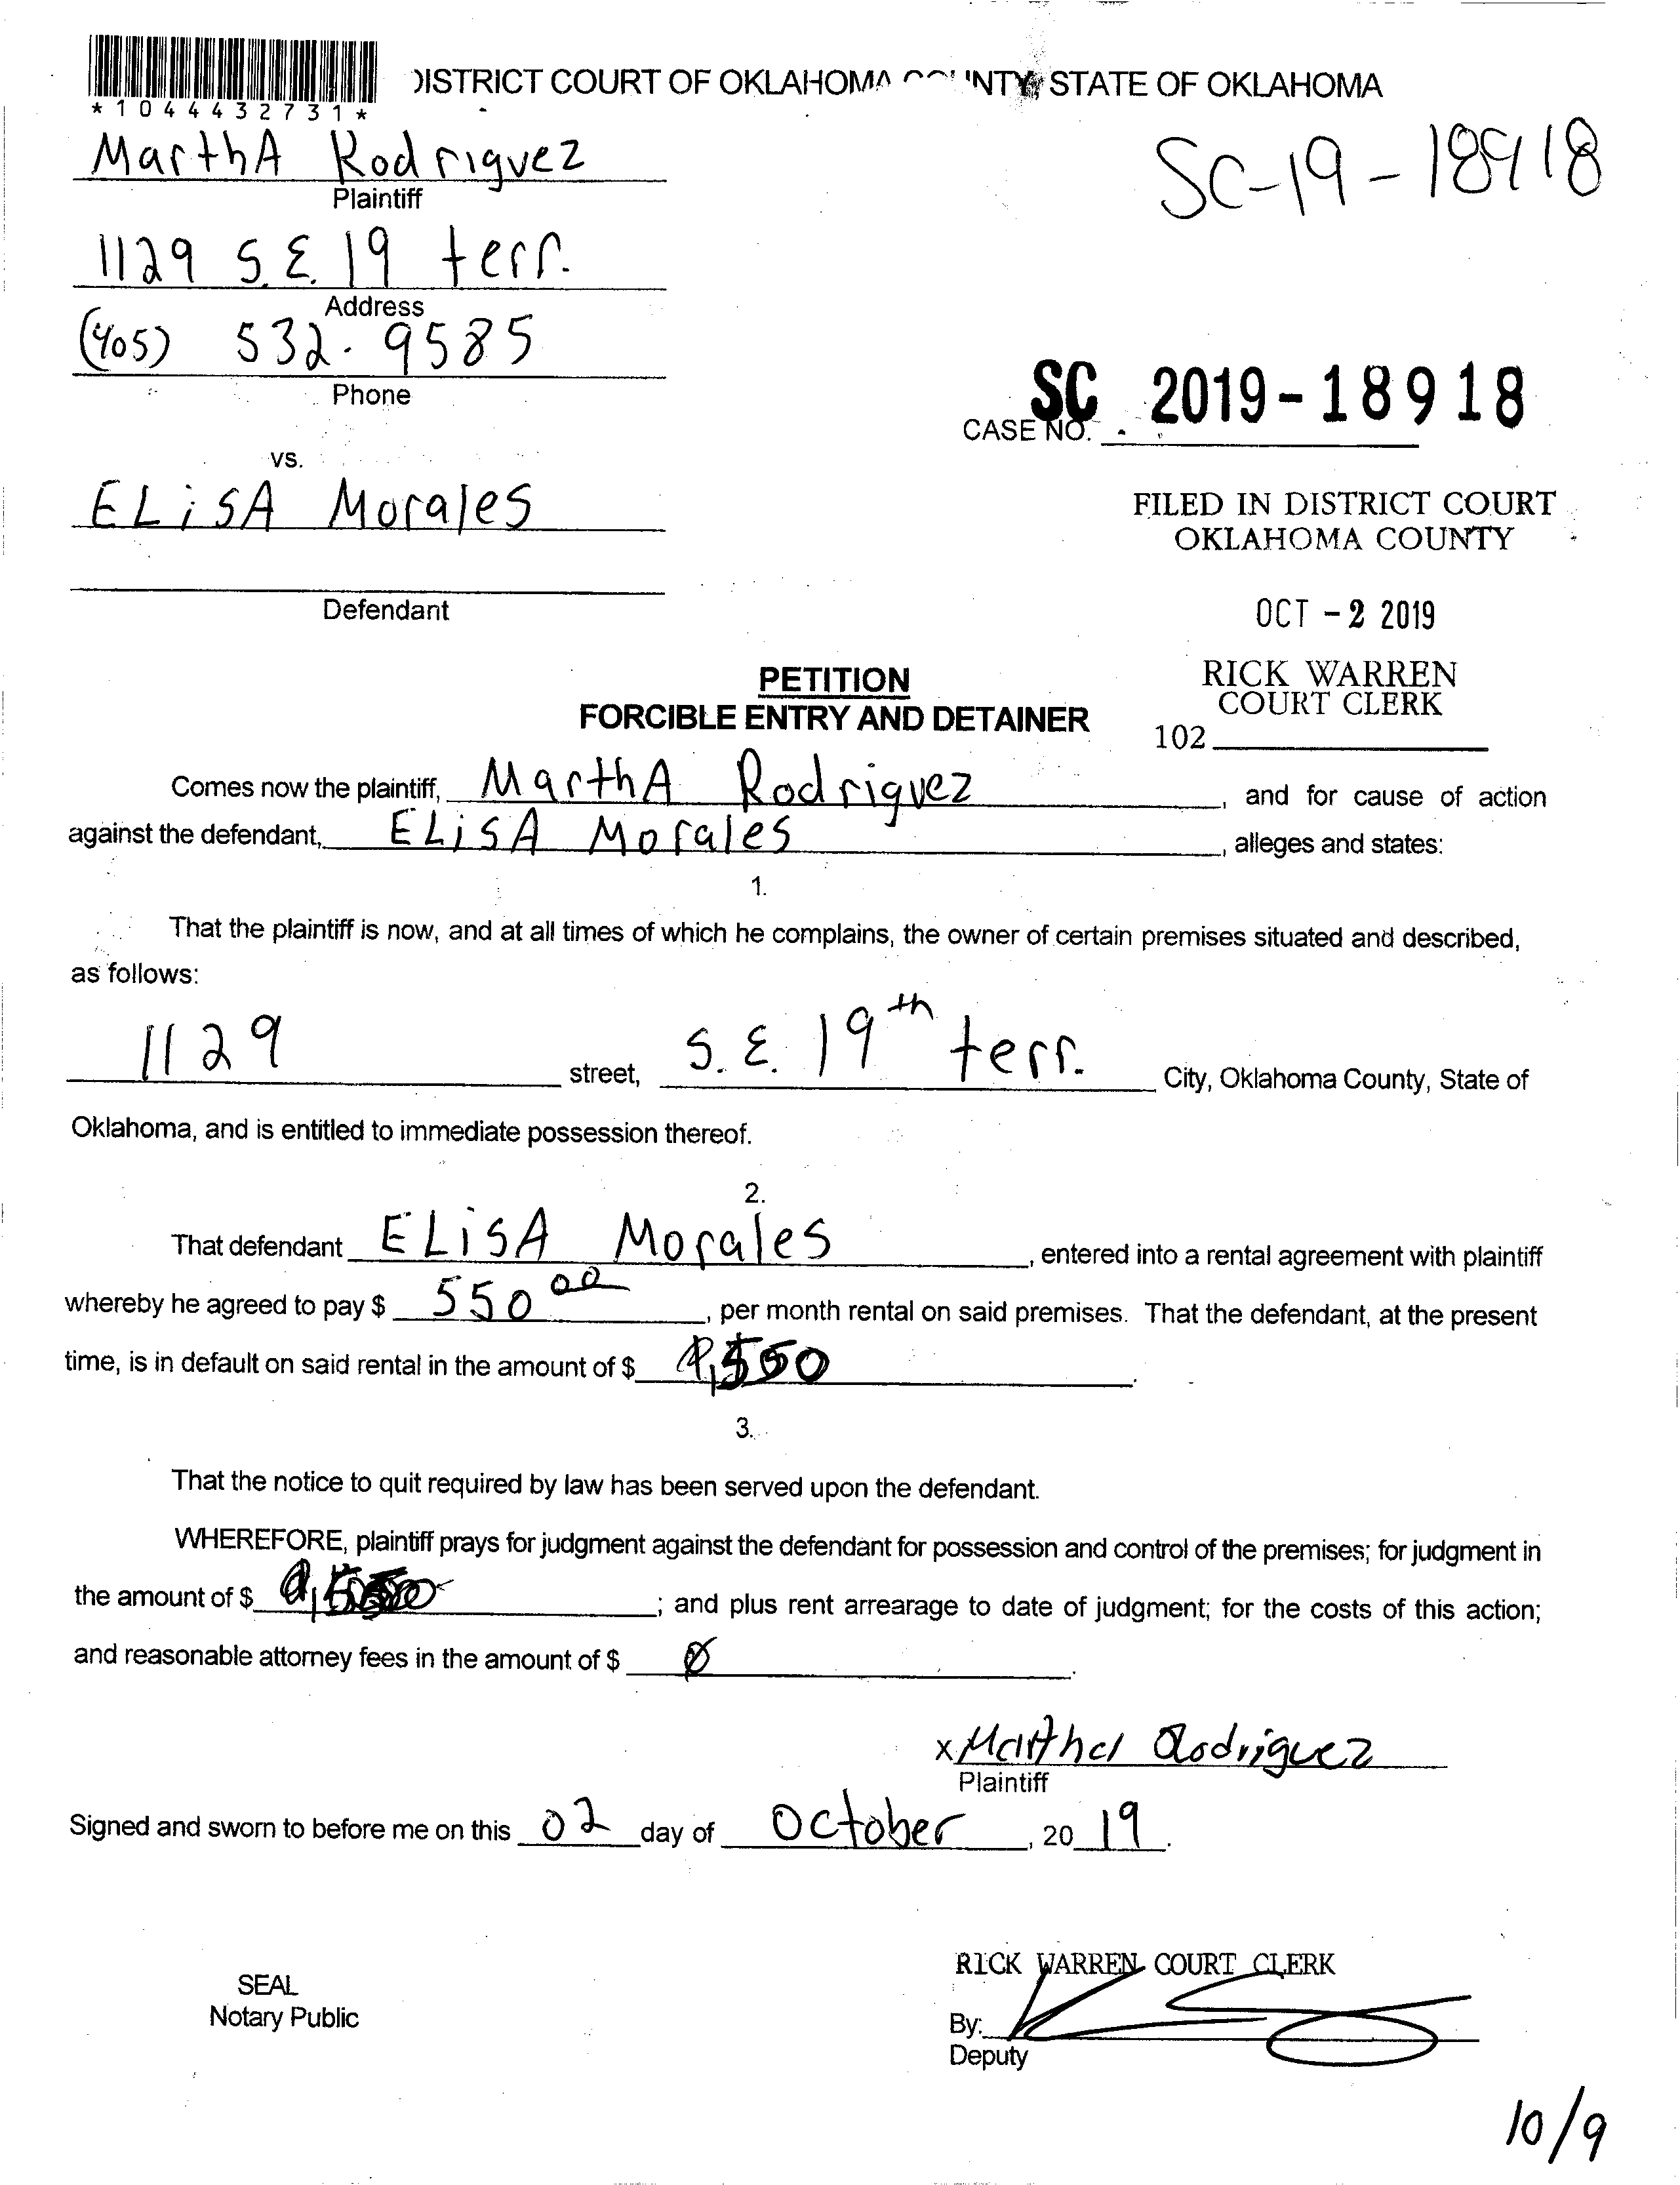 *1044432731*
DISTRICT COURT OF OKLAHOMA COUNTY, STATE OF OKLAHOMA
MarthA Rodriguez
Plaintiff
SC-19-18918
1129 S.E. 19 terr.
Address
(405) 532-9585
Phone
SC 2019-18918
CASE NO.
vs.
ELiSA Morales
Defendant
FILED IN DISTRICT COURT
OKLAHOMA COUNTY
OCT -2 2019
RICK WARREN
COURT CLERK
102
PETITION
FORCIBLE ENTRY AND DETAINER
Comes now the plaintiff, MarthA Rodriguez, and for cause of action
against the defendant, ELiSA Morales, alleges and states:
1.
That the plaintiff is now, and at all times of which he complains, the owner of certain premises situated and described,
as follows:
1129 street, S.E. 19th terr. City, Oklahoma County, State of
Oklahoma, and is entitled to immediate possession thereof.
2.
That defendant ELiSA Morales, entered into a rental agreement with plaintiff
whereby he agreed to pay $ 550 00, per month rental on said premises. That the defendant, at the present
time, is in default on said rental in the amount of $ .
3.
That the notice to quit required by law has been served upon the defendant.
WHEREFORE, plaintiff prays for judgment against the defendant for possession and control of the premises; for judgment in
the amount of $ ; and plus rent arrearage to date of judgment; for the costs of this action;
and reasonable attorney fees in the amount of $ Ø.
x Martha Rodriguez
Plaintiff
Signed and sworn to before me on this 02 day of October, 2019.
SEAL
Notary Public
RICK WARREN COURT CLERK
By:
Deputy
10/9